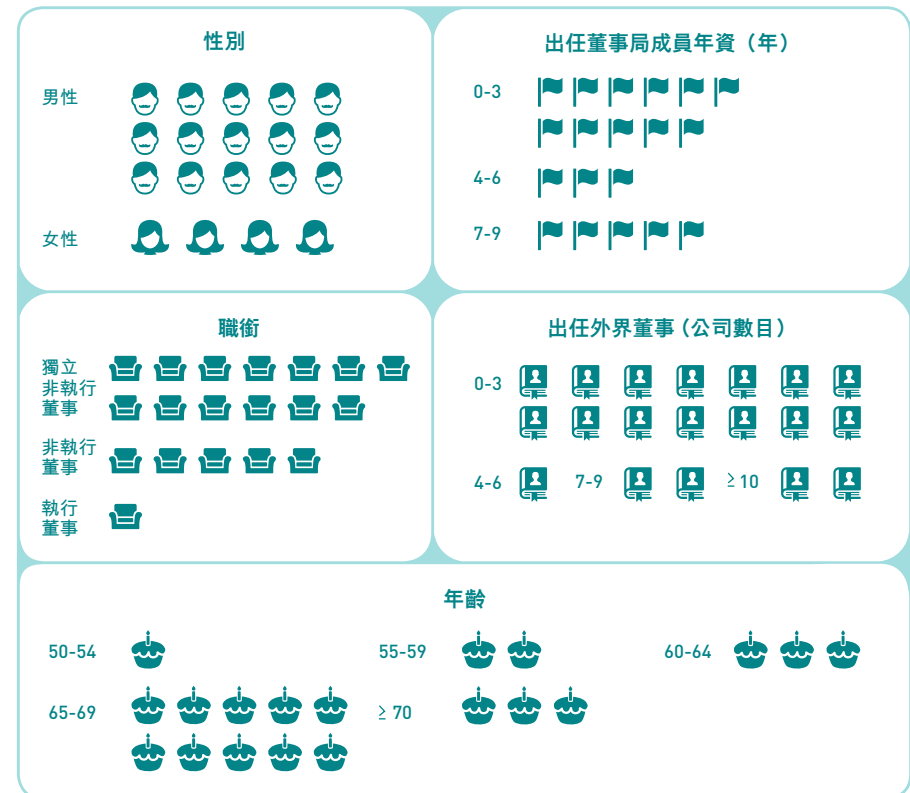 性別
男性
女性
出任董事局成員年資（年）
0-3
4-6
7-9
職銜
獨立
非執行
董事
非執行
董事
執行
董事
出任外界董事（公司數目）
0-3
4-6
7-9
≥ 10
年齡
50-54
55-59
60-64
65-69
≥ 70